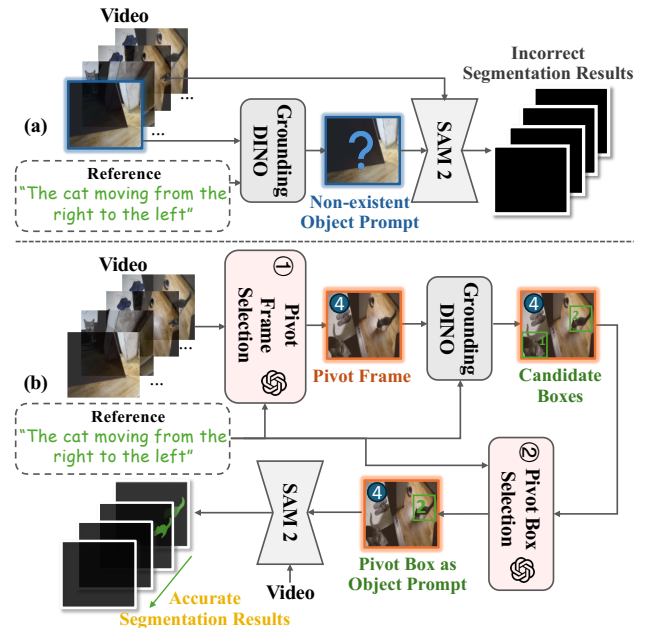 Video
...
...
(a)
Reference
“The cat moving from the
right to the left”
Grounding
DINO
?
Non-existent
Object Prompt
SAM 2
Incorrect
Segmentation Results
Video
...
...
(b)
Reference
“The cat moving from the
right to the left”
① Pivot
Frame
Selection
4
Pivot Frame
Grounding
DINO
4
1
2
Candidate
Boxes
② Pivot Box
Selection
4
2
Pivot Box as
Object Prompt
SAM 2
Video
Accurate
Segmentation Results